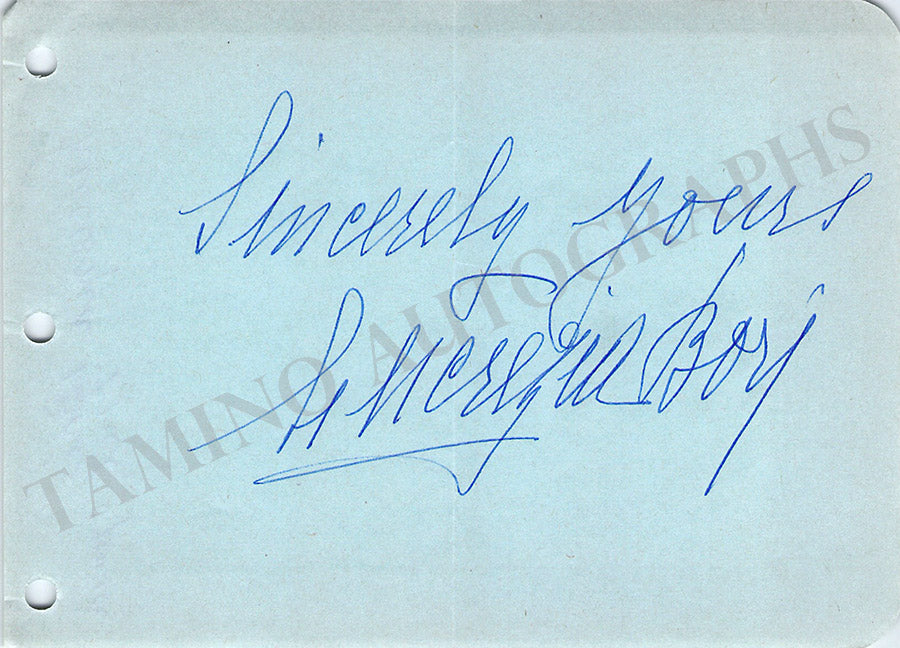 Sincerely yours
Lucrezia Bori
TAMINO AUTOGRAPHS